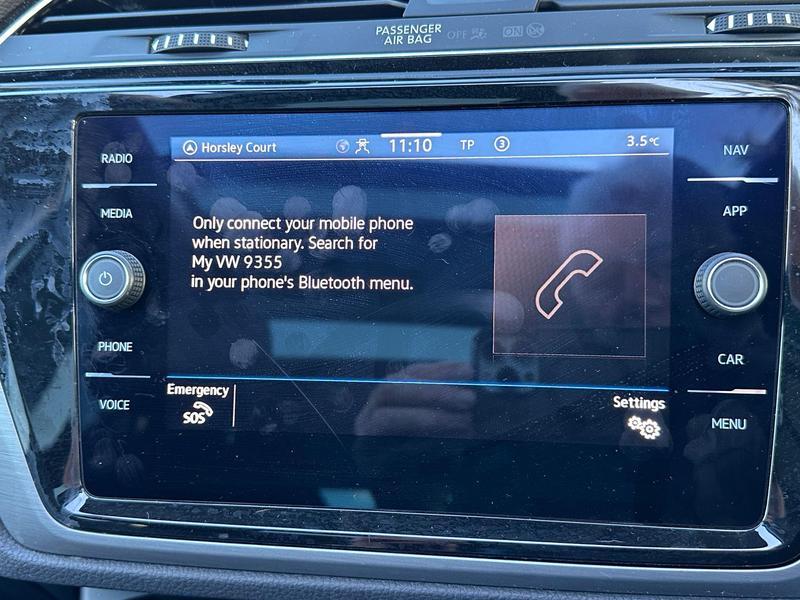 PASSENGER
AIR BAG OFF ON
Horsley Court 11:10 TP 3 3.5°C
RADIO
MEDIA
PHONE
VOICE
Only connect your mobile phone
when stationary. Search for
My VW 9355
in your phone's Bluetooth menu.
Emergency
SOS
Settings
NAV
APP
CAR
MENU